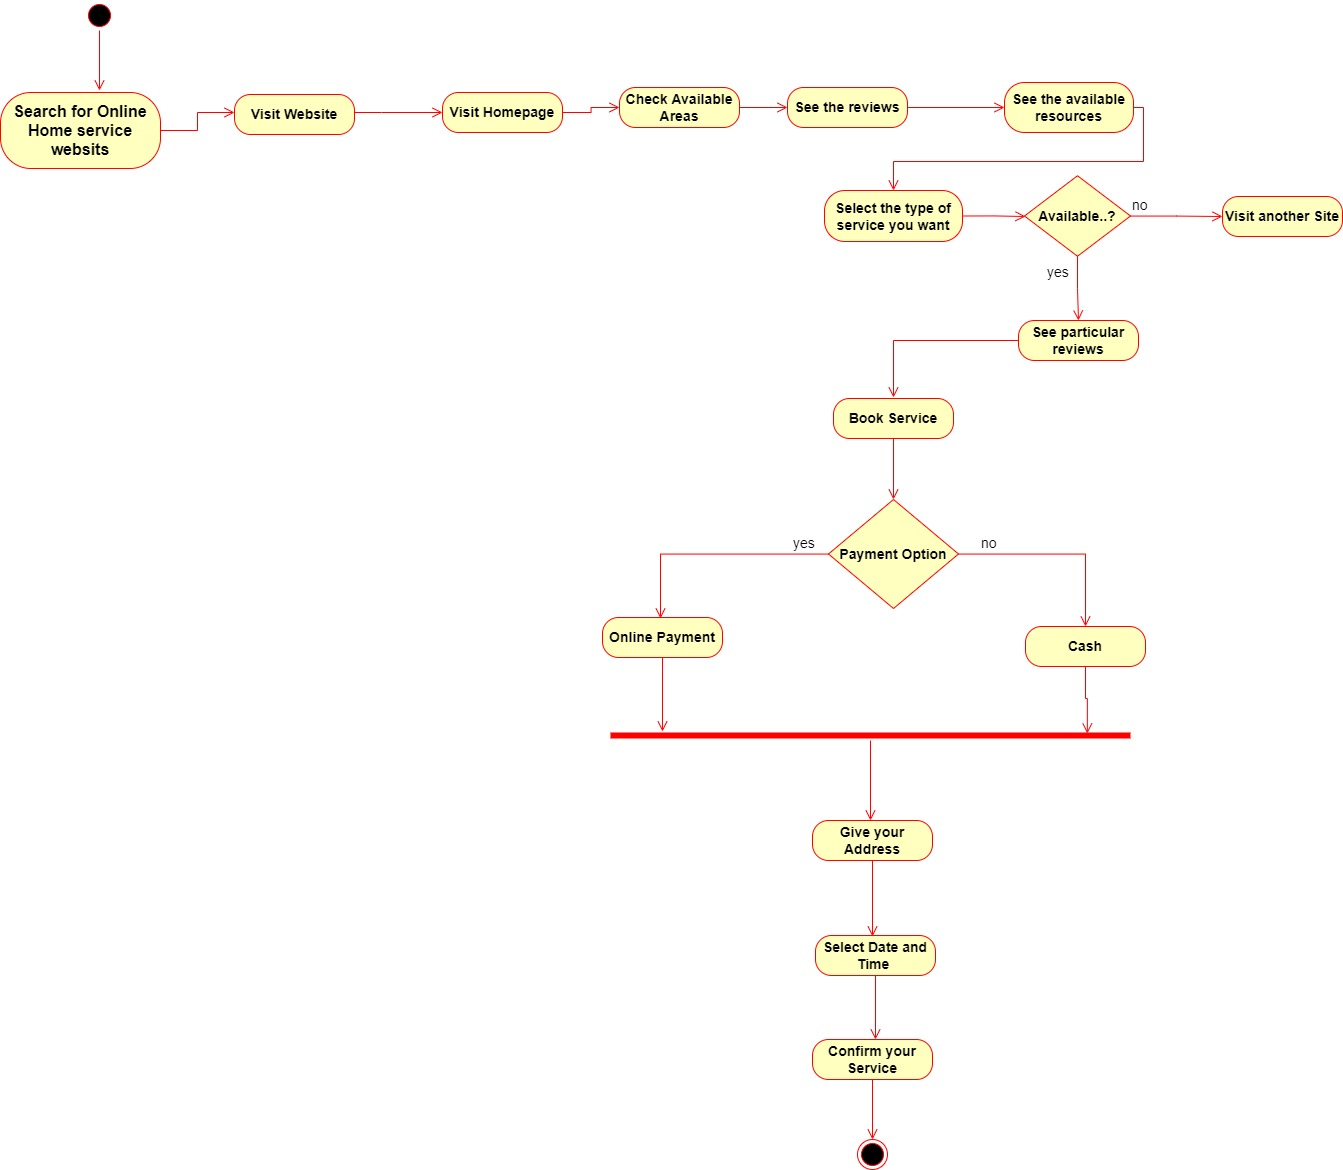 Search for Online
Home service
websits
Visit Website
Visit Homepage
Check Available
Areas
See the reviews
See the available
resources
Select the type of
service you want
Available..?
no
Visit another Site
yes
See particular
reviews
Book Service
yes
Payment Option
no
Online Payment
Cash
Give your
Address
Select Date and
Time
Confirm your
Service